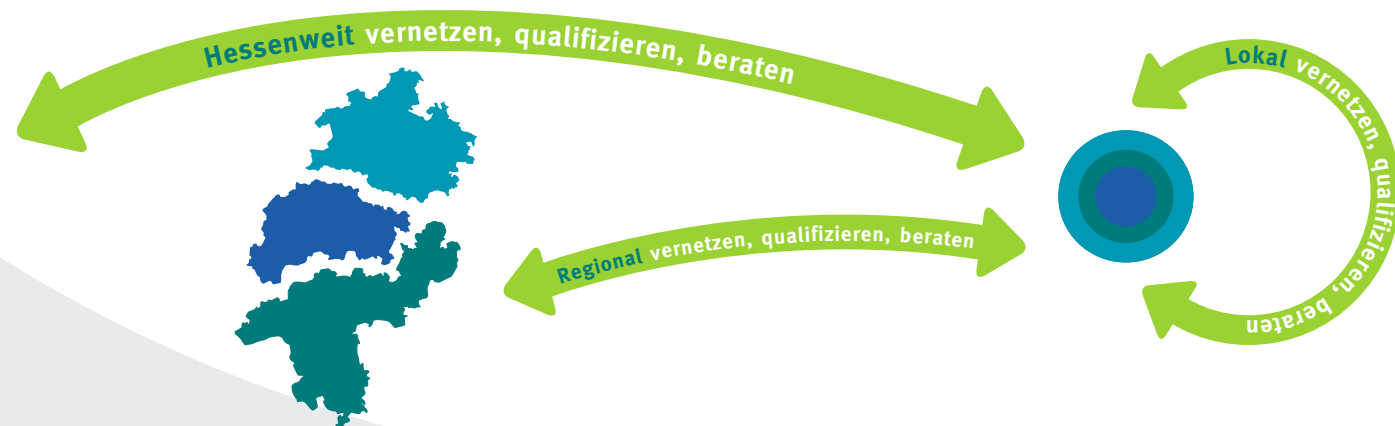 Hessenweit vernetzen, qualifizieren, beraten
Lokal vernetzen, qualifizieren, beraten
Regional vernetzen, qualifizieren, beraten